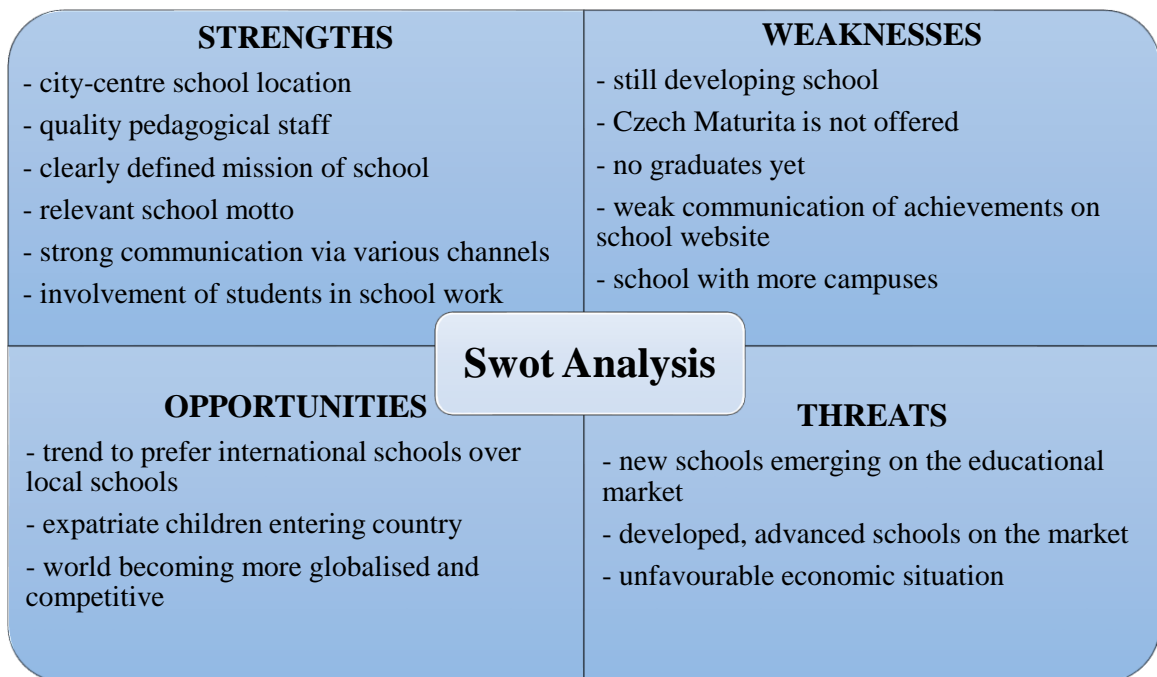 STRENGTHS
- city-centre school location
- quality pedagogical staff
- clearly defined mission of school
- relevant school motto
- strong communication via various channels
- involvement of students in school work
WEAKNESSES
- still developing school
- Czech Maturita is not offered
- no graduates yet
- weak communication of achievements on
school website
- school with more campuses
Swot Analysis
OPPORTUNITIES
- trend to prefer international schools over
local schools
- expatriate children entering country
- world becoming more globalised and
competitive
THREATS
- new schools emerging on the educational
market
- developed, advanced schools on the market
- unfavourable economic situation